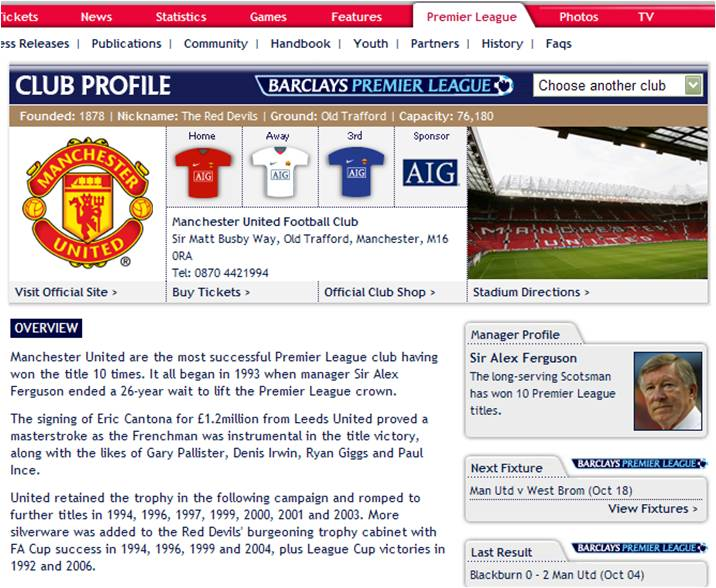 Tickets News Statistics Games Features Premier League Photos TV
ess Releases | Publications | Community | Handbook | Youth | Partners | History | Faqs
CLUB PROFILE
BARCLAYS PREMIER LEAGUE
Choose another club
Founded: 1878 | Nickname: The Red Devils | Ground: Old Trafford | Capacity: 76,180
MANCHESTER
UNITED
®
Home Away 3rd Sponsor
AIG AIG AIG AIG
Manchester United Football Club
Sir Matt Busby Way, Old Trafford, Manchester, M16
0RA
Tel: 0870 4421994
MANCHESTER
UNITED
Visit Official Site > Buy Tickets > Official Club Shop > Stadium Directions >
OVERVIEW
Manchester United are the most successful Premier League club having
won the title 10 times. It all began in 1993 when manager Sir Alex
Ferguson ended a 26-year wait to lift the Premier League crown.
The signing of Eric Cantona for £1.2million from Leeds United proved a
masterstroke as the Frenchman was instrumental in the title victory,
along with the likes of Gary Pallister, Denis Irwin, Ryan Giggs and Paul
Ince.
United retained the trophy in the following campaign and romped to
further titles in 1994, 1996, 1997, 1999, 2000, 2001 and 2003. More
silverware was added to the Red Devils' burgeoning trophy cabinet with
FA Cup success in 1994, 1996, 1999 and 2004, plus League Cup victories in
1992 and 2006.
Manager Profile
Sir Alex Ferguson
The long-serving Scotsman
has won 10 Premier League
titles.
Next Fixture
BARCLAYS PREMIER LEAGUE
Man Utd v West Brom (Oct 18)
View Fixtures >
Last Result
BARCLAYS PREMIER LEAGUE
Blackburn 0 - 2 Man Utd (Oct 04)